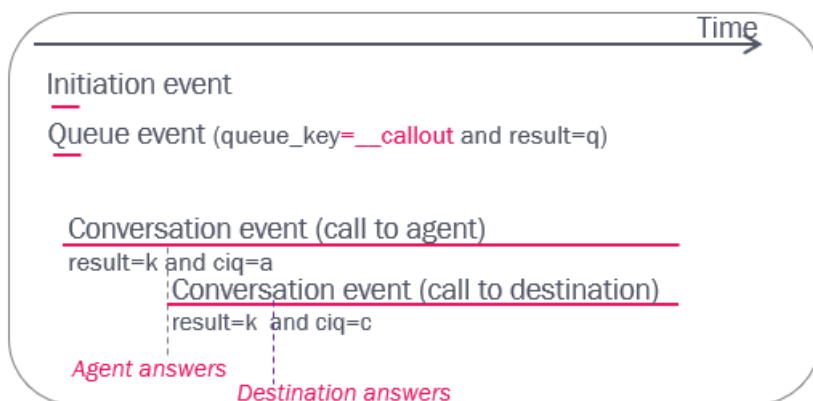 Time
Initiation event
Queue event (queue_key=__callout and result=q)
Conversation event (call to agent)
result=k and ciq=a
Conversation event (call to destination)
result=k and ciq=c
Agent answers
Destination answers